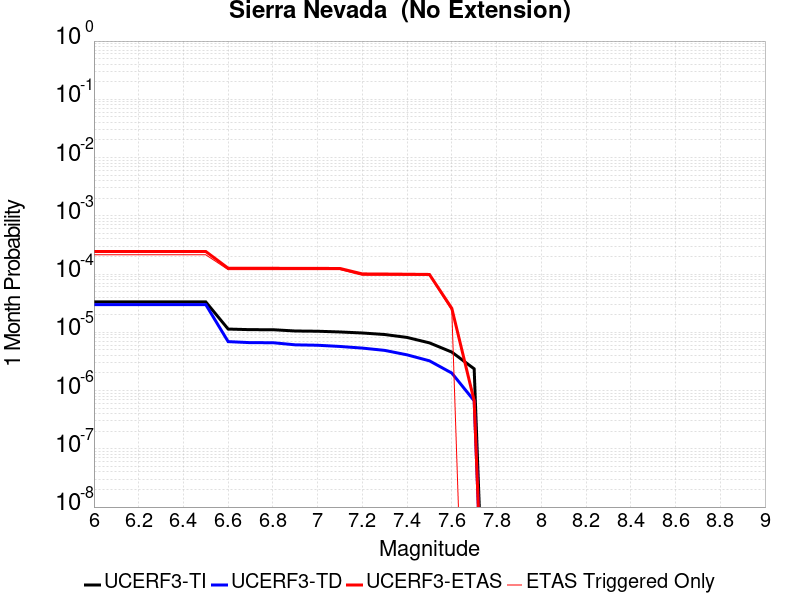 Sierra Nevada  (No Extension)
10^0
10^-1
10^-2
10^-3
10^-4
10^-5
10^-6
10^-7
10^-8
1 Month Probability
6 6.2 6.4 6.6 6.8 7 7.2 7.4 7.6 7.8 8 8.2 8.4 8.6 8.8 9
Magnitude
UCERF3-TI UCERF3-TD UCERF3-ETAS ETAS Triggered Only